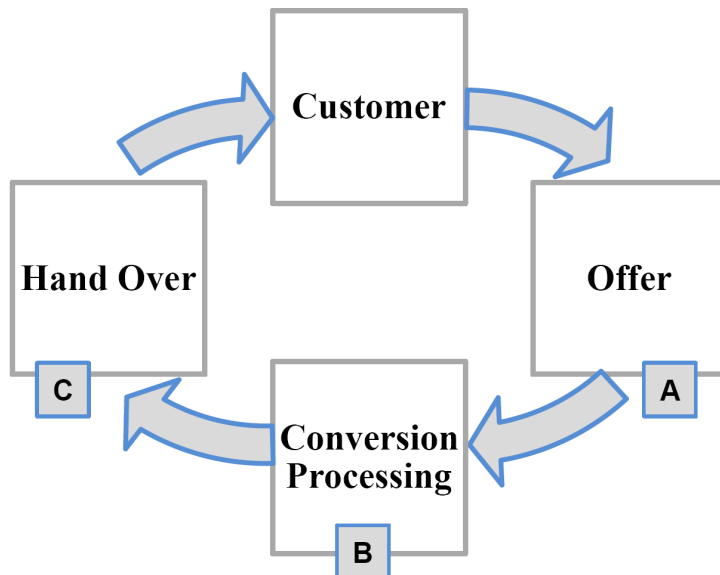 Customer
Hand Over
Offer
C
A
Conversion
Processing
B